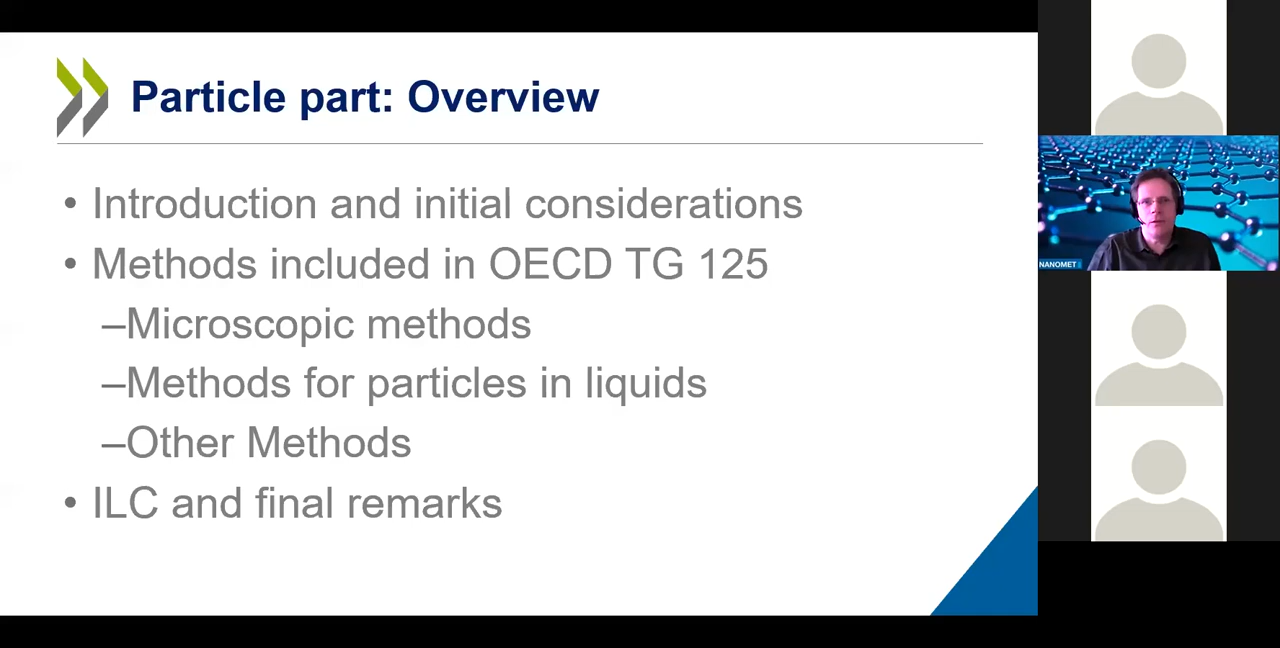 Particle part: Overview
• Introduction and initial considerations
• Methods included in OECD TG 125
–Microscopic methods
–Methods for particles in liquids
–Other Methods
• ILC and final remarks
NANOMET